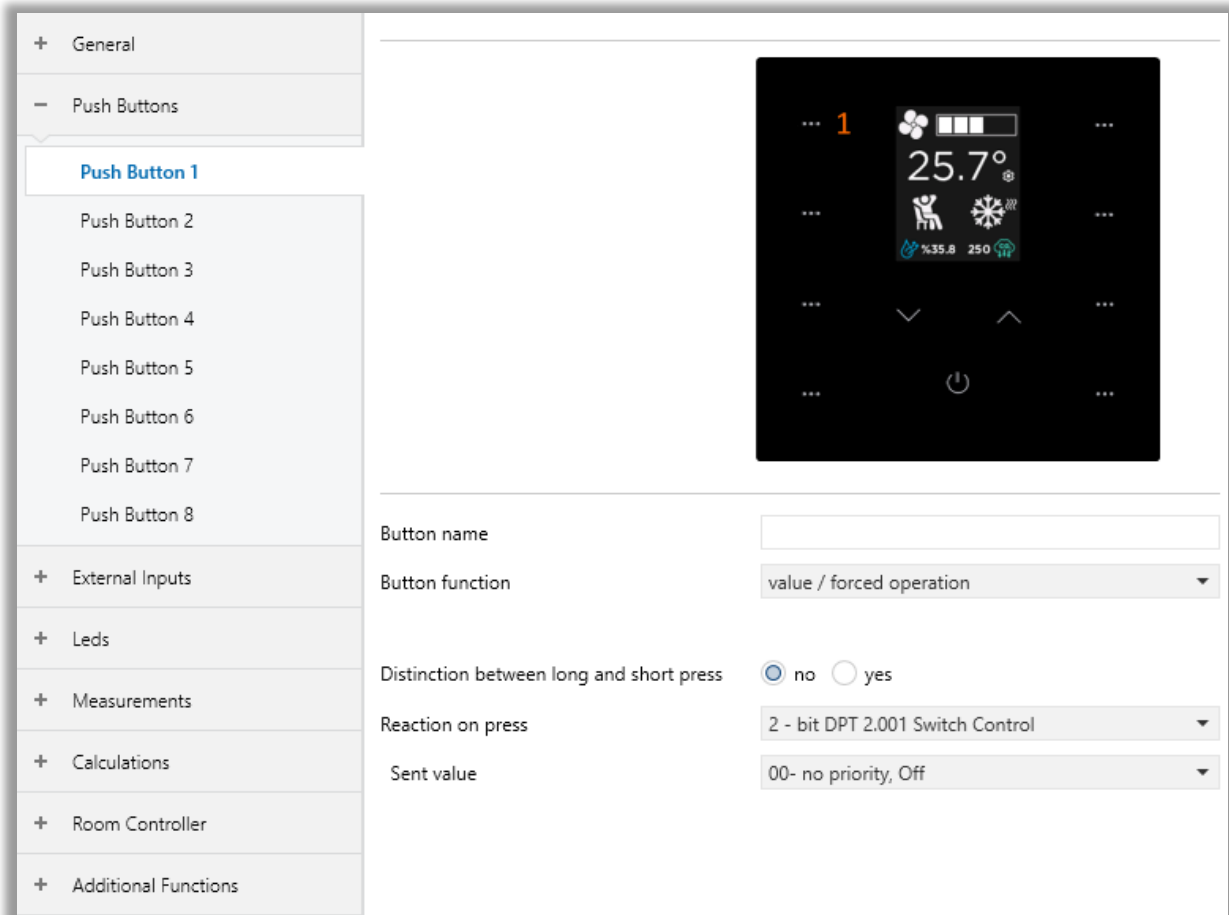 + General
− Push Buttons
Push Button 1
Push Button 2
Push Button 3
Push Button 4
Push Button 5
Push Button 6
Push Button 7
Push Button 8
+ External Inputs
+ Leds
+ Measurements
+ Calculations
+ Room Controller
+ Additional Functions
··· 1
25.7°
%35.8 250
Button name
Button function value / forced operation
Distinction between long and short press no yes
Reaction on press 2 - bit DPT 2.001 Switch Control
Sent value 00- no priority, Off